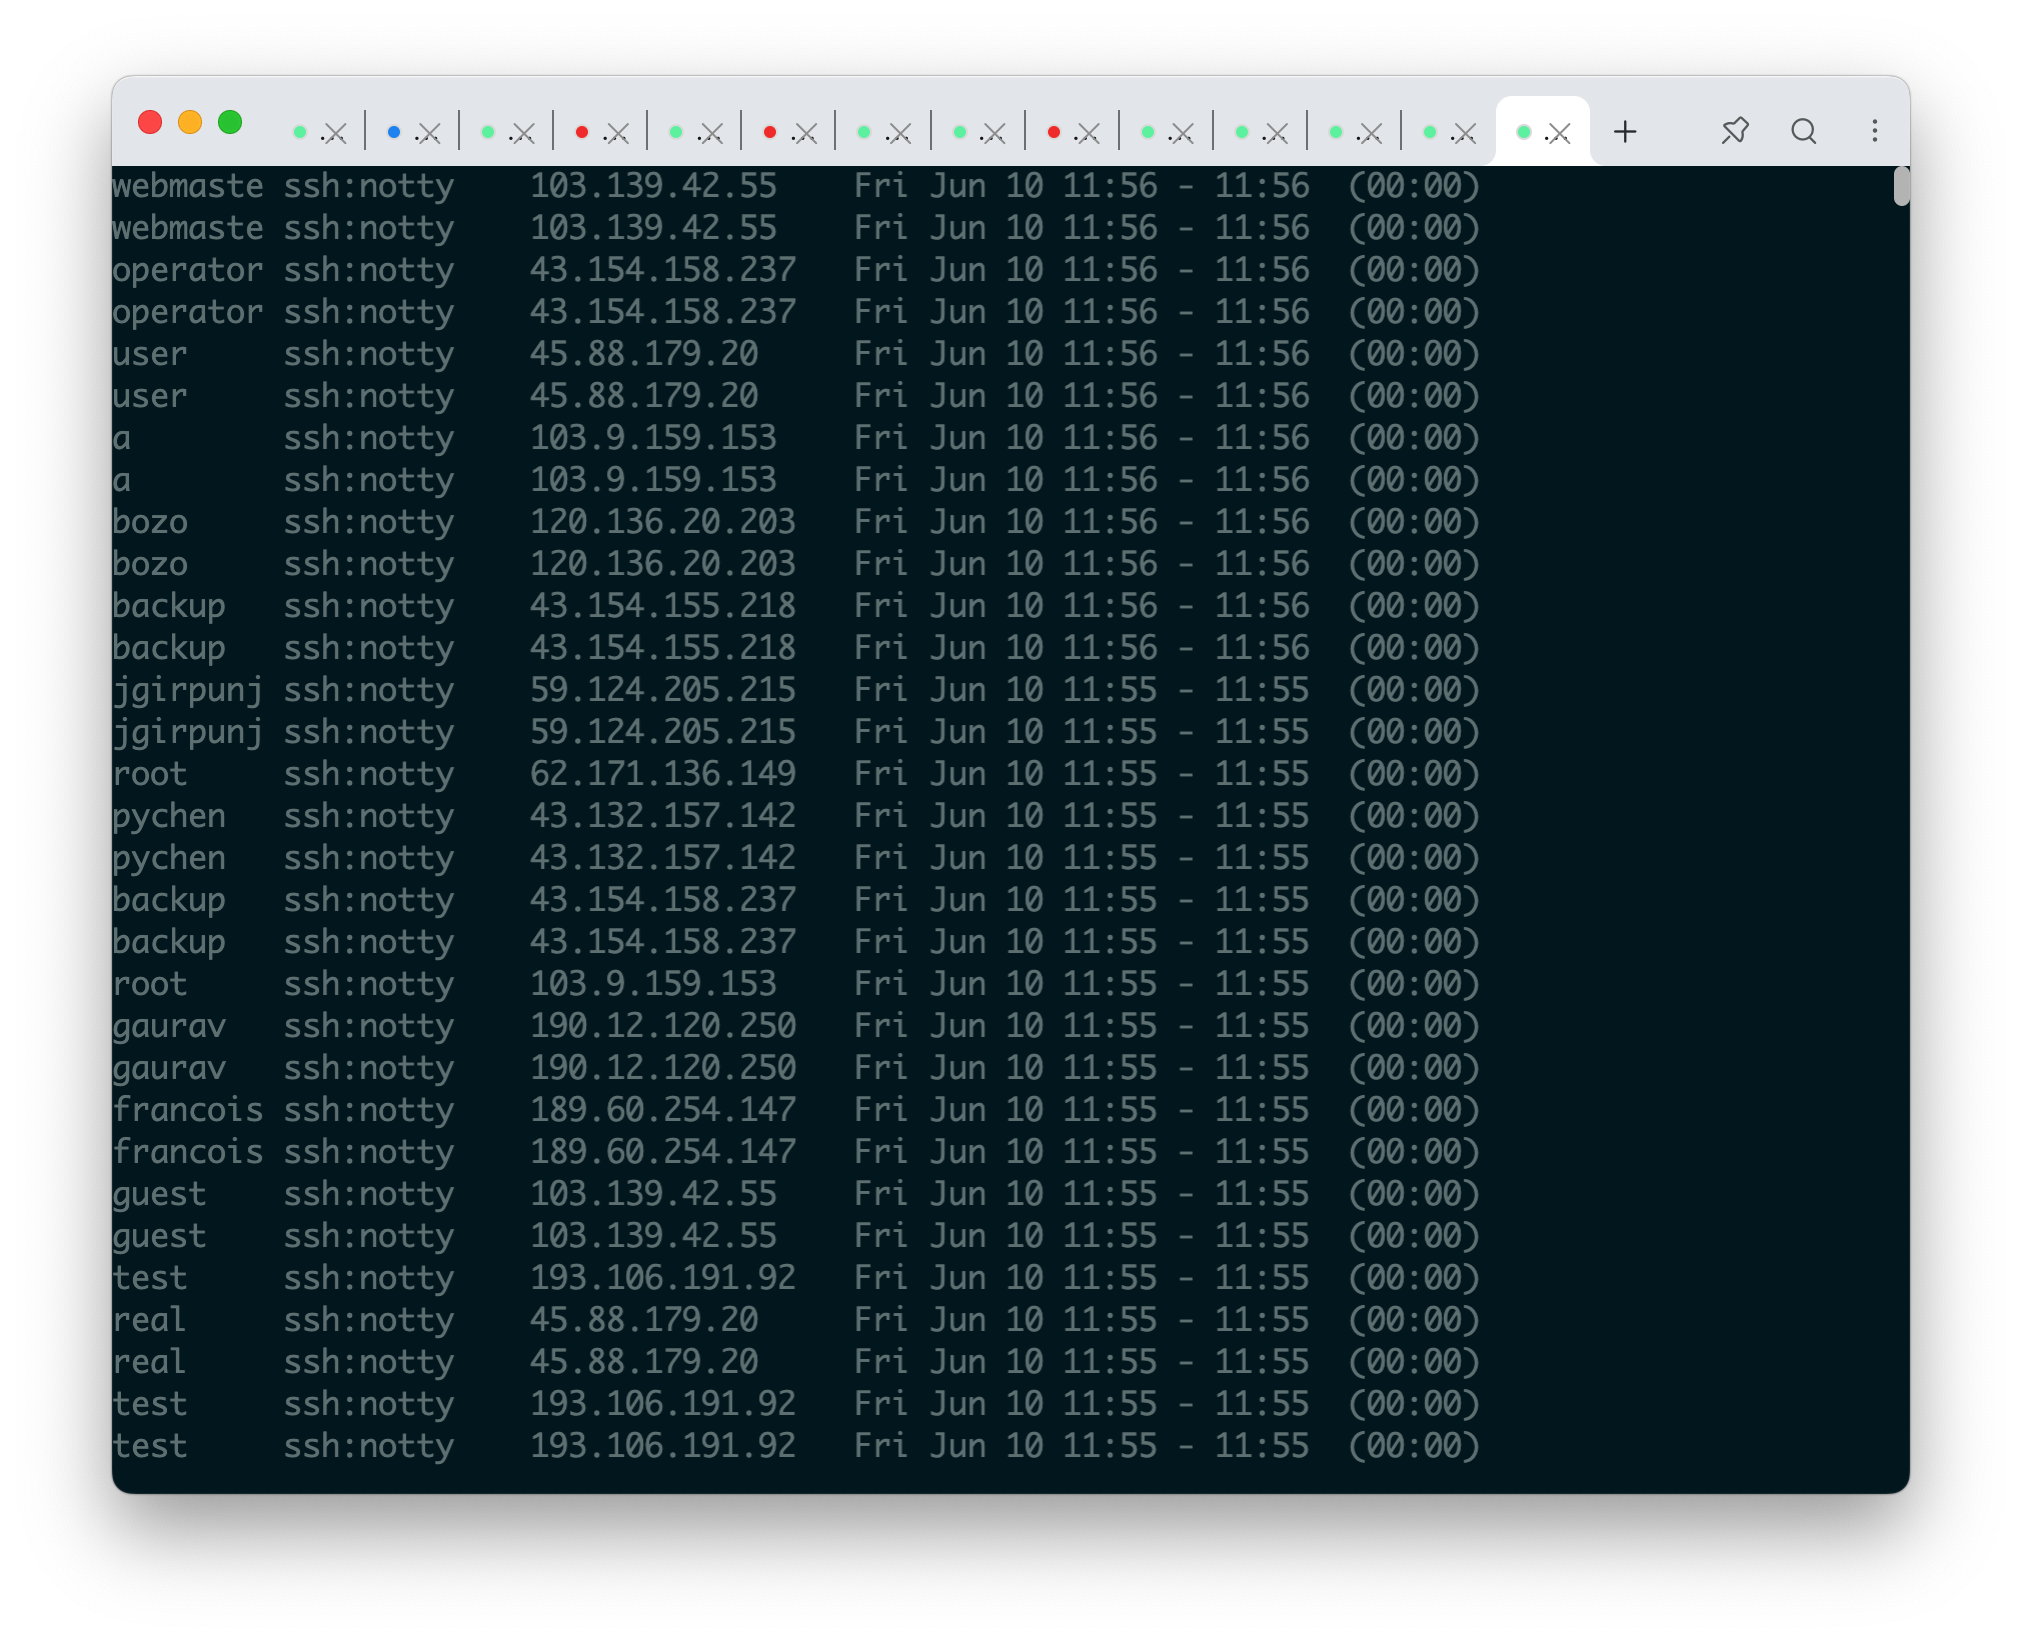 webmaste ssh:notty    103.139.42.55    Fri Jun 10 11:56 - 11:56  (00:00)
webmaste ssh:notty    103.139.42.55    Fri Jun 10 11:56 - 11:56  (00:00)
operator ssh:notty    43.154.158.237   Fri Jun 10 11:56 - 11:56  (00:00)
operator ssh:notty    43.154.158.237   Fri Jun 10 11:56 - 11:56  (00:00)
user     ssh:notty    45.88.179.20     Fri Jun 10 11:56 - 11:56  (00:00)
user     ssh:notty    45.88.179.20     Fri Jun 10 11:56 - 11:56  (00:00)
a        ssh:notty    103.9.159.153    Fri Jun 10 11:56 - 11:56  (00:00)
a        ssh:notty    103.9.159.153    Fri Jun 10 11:56 - 11:56  (00:00)
bozo     ssh:notty    120.136.20.203   Fri Jun 10 11:56 - 11:56  (00:00)
bozo     ssh:notty    120.136.20.203   Fri Jun 10 11:56 - 11:56  (00:00)
backup   ssh:notty    43.154.155.218   Fri Jun 10 11:56 - 11:56  (00:00)
backup   ssh:notty    43.154.155.218   Fri Jun 10 11:56 - 11:56  (00:00)
jgirpunj ssh:notty    59.124.205.215   Fri Jun 10 11:55 - 11:55  (00:00)
jgirpunj ssh:notty    59.124.205.215   Fri Jun 10 11:55 - 11:55  (00:00)
root     ssh:notty    62.171.136.149   Fri Jun 10 11:55 - 11:55  (00:00)
pychen   ssh:notty    43.132.157.142   Fri Jun 10 11:55 - 11:55  (00:00)
pychen   ssh:notty    43.132.157.142   Fri Jun 10 11:55 - 11:55  (00:00)
backup   ssh:notty    43.154.158.237   Fri Jun 10 11:55 - 11:55  (00:00)
backup   ssh:notty    43.154.158.237   Fri Jun 10 11:55 - 11:55  (00:00)
root     ssh:notty    103.9.159.153    Fri Jun 10 11:55 - 11:55  (00:00)
gaurav   ssh:notty    190.12.120.250   Fri Jun 10 11:55 - 11:55  (00:00)
gaurav   ssh:notty    190.12.120.250   Fri Jun 10 11:55 - 11:55  (00:00)
francois ssh:notty    189.60.254.147   Fri Jun 10 11:55 - 11:55  (00:00)
francois ssh:notty    189.60.254.147   Fri Jun 10 11:55 - 11:55  (00:00)
guest    ssh:notty    103.139.42.55    Fri Jun 10 11:55 - 11:55  (00:00)
guest    ssh:notty    103.139.42.55    Fri Jun 10 11:55 - 11:55  (00:00)
test     ssh:notty    193.106.191.92   Fri Jun 10 11:55 - 11:55  (00:00)
real     ssh:notty    45.88.179.20     Fri Jun 10 11:55 - 11:55  (00:00)
real     ssh:notty    45.88.179.20     Fri Jun 10 11:55 - 11:55  (00:00)
test     ssh:notty    193.106.191.92   Fri Jun 10 11:55 - 11:55  (00:00)
test     ssh:notty    193.106.191.92   Fri Jun 10 11:55 - 11:55  (00:00)